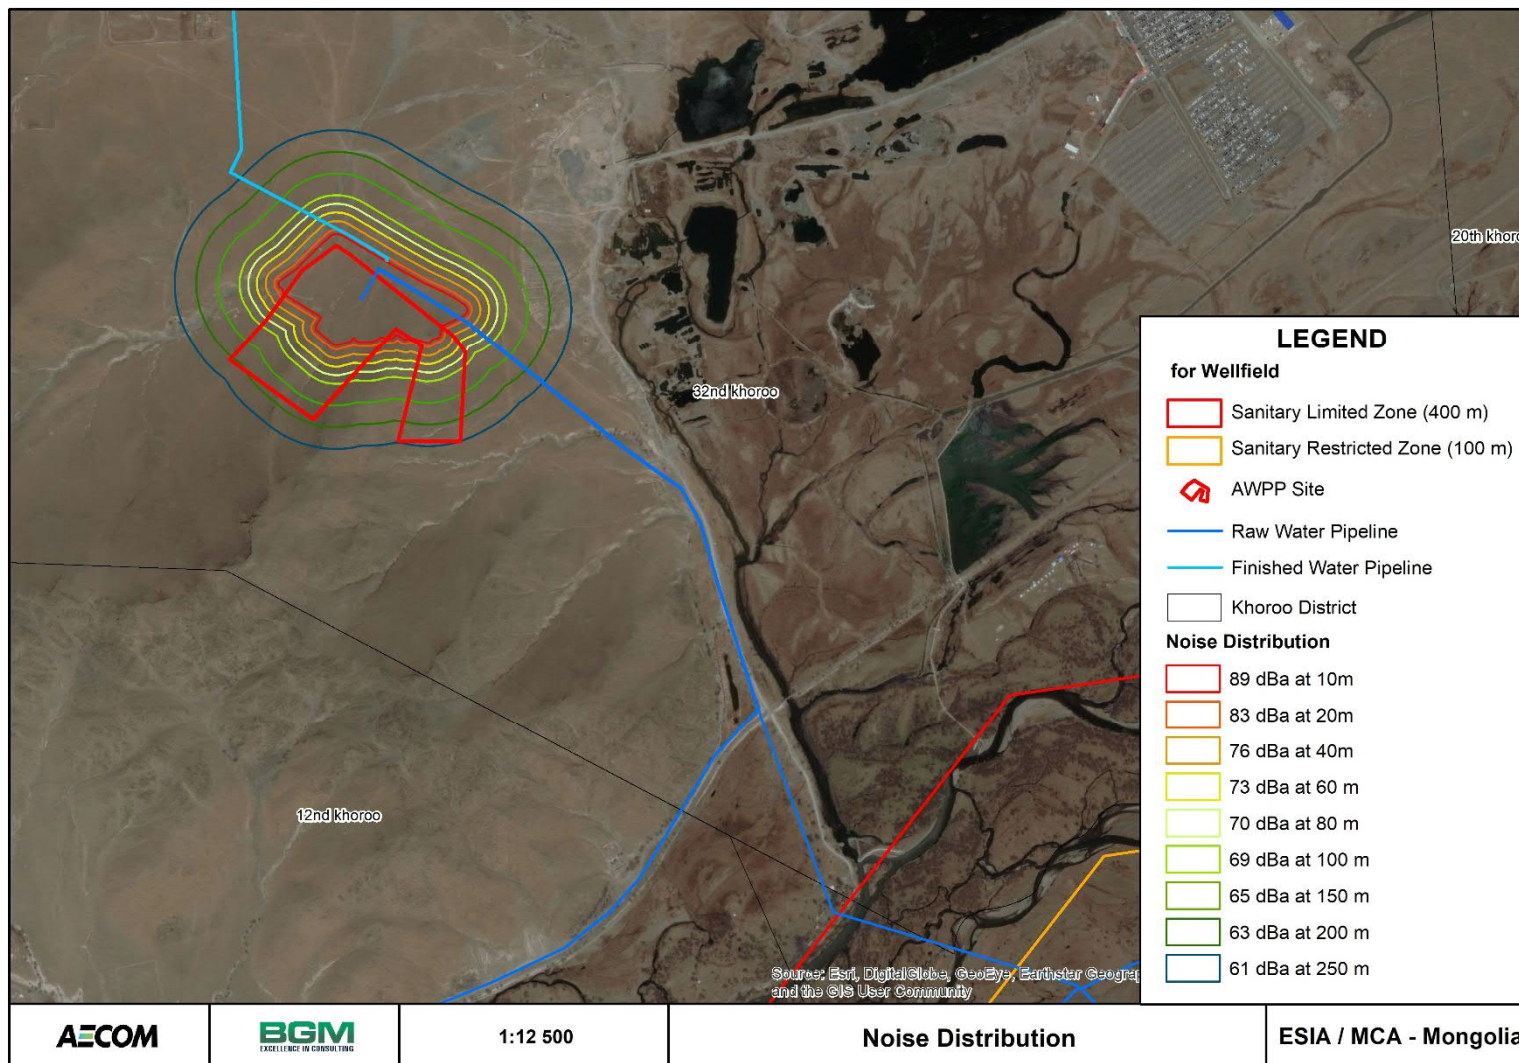 20th khoro
32nd khoroo
12nd khoroo
LEGEND
for Wellfield
Sanitary Limited Zone (400 m)
Sanitary Restricted Zone (100 m)
AWPP Site
Raw Water Pipeline
Finished Water Pipeline
Khoroo District
Noise Distribution
89 dBa at 10m
83 dBa at 20m
76 dBa at 40m
73 dBa at 60 m
70 dBa at 80 m
69 dBa at 100 m
65 dBa at 150 m
63 dBa at 200 m
61 dBa at 250 m
Source: Esri, DigitalGlobe, GeoEye, Earthstar Geogra
and the GIS User Community
AECOM
BGM
EXCELLENCE IN CONSULTING
1:12 500
Noise Distribution
ESIA / MCA - Mongolia